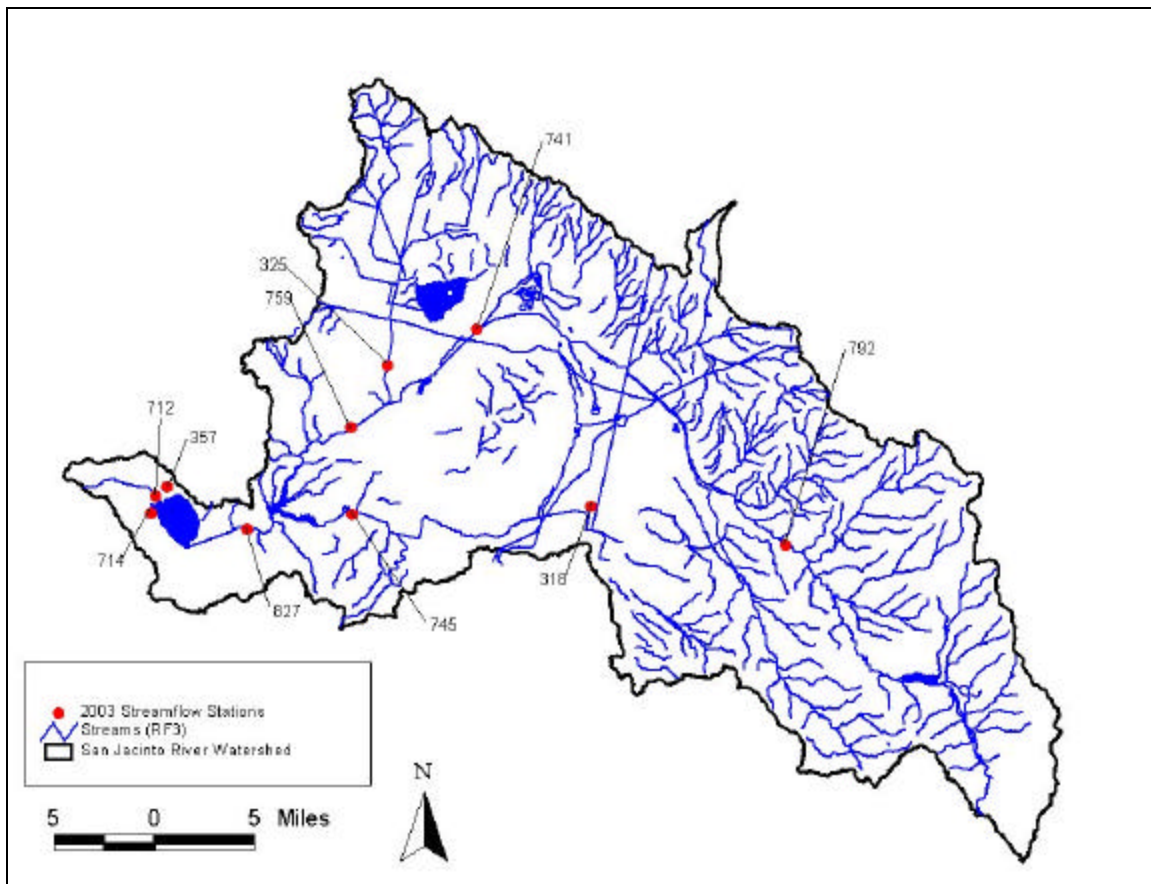 741
325
759
792
712
357
714
318
827
745
2003 Streamflow Stations
Streams (RF3)
San Jacinto River Watershed
N
5 0 5 Miles